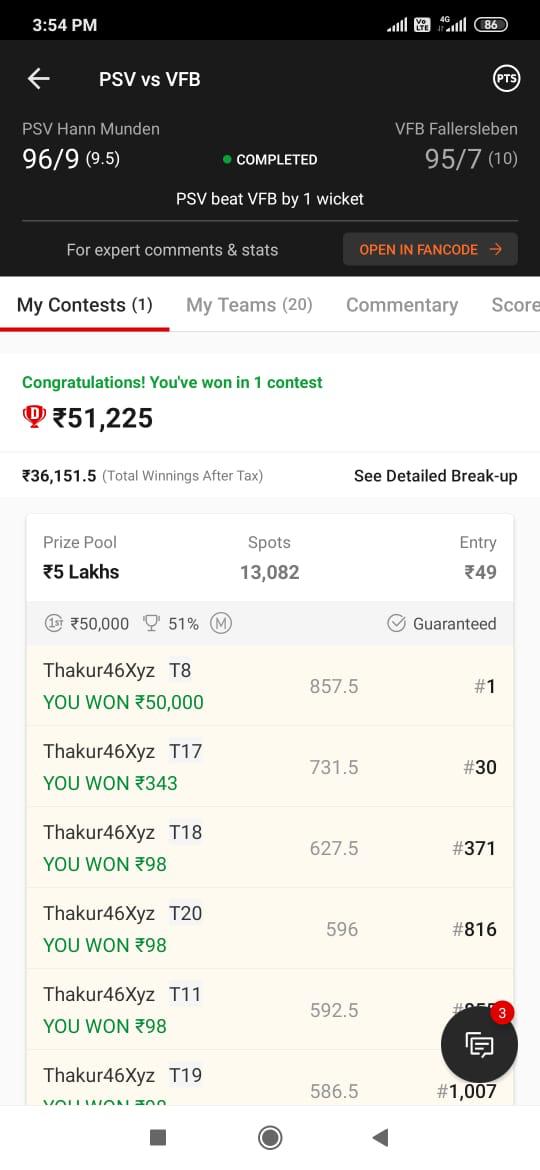 3:54 PM Vo LTE 4G 86
PSV vs VFB PTS
PSV Hann Munden VFB Fallersleben
96/9 (9.5) COMPLETED 95/7 (10)
PSV beat VFB by 1 wicket
For expert comments & stats OPEN IN FANCODE →
My Contests (1) My Teams (20) Commentary Score
Congratulations! You've won in 1 contest
D ₹51,225
₹36,151.5 (Total Winnings After Tax) See Detailed Break-up
Prize Pool Spots Entry
₹5 Lakhs 13,082 ₹49
1ST ₹50,000 51% M Guaranteed
Thakur46Xyz T8
857.5 #1
YOU WON ₹50,000
Thakur46Xyz T17
731.5 #30
YOU WON ₹343
Thakur46Xyz T18
627.5 #371
YOU WON ₹98
Thakur46Xyz T20
596 #816
YOU WON ₹98
Thakur46Xyz T11
592.5
3
YOU WON ₹98
Thakur46Xyz T19
586.5 #1,007
YOU WON ₹98